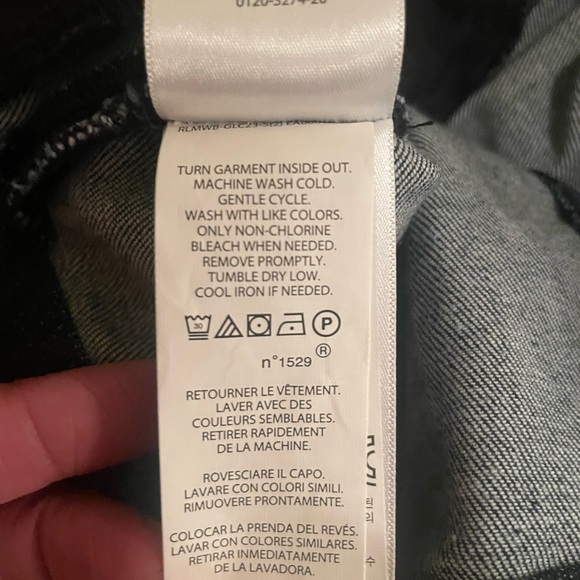 0120-3274-20
TURN GARMENT INSIDE OUT.
MACHINE WASH COLD.
GENTLE CYCLE.
WASH WITH LIKE COLORS.
ONLY NON-CHLORINE
BLEACH WHEN NEEDED.
REMOVE PROMPTLY.
TUMBLE DRY LOW.
COOL IRON IF NEEDED.
30 P
n°1529 ®
RETOURNER LE VÊTEMENT.
LAVER AVEC DES
COULEURS SEMBLABLES.
RETIRER RAPIDEMENT
DE LA MACHINE.
ROVESCIARE IL CAPO.
LAVARE CON COLORI SIMILI.
RIMUOVERE PRONTAMENTE.
COLOCAR LA PRENDA DEL REVÉS.
LAVAR CON COLORES SIMILARES.
RETIRAR INMEDIATAMENTE
DE LA LAVADORA.